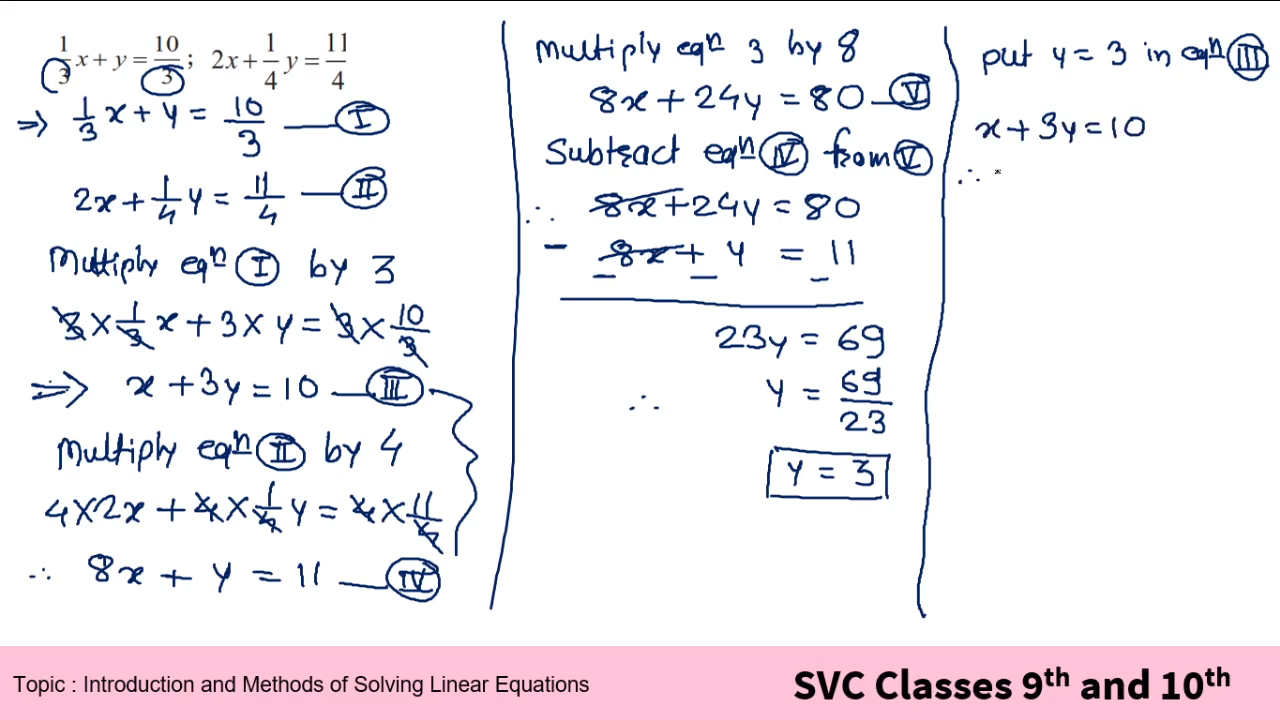 1/3 x + y = 10/3 ; 2x + 1/4 y = 11/4
⇒ 1/3 x + y = 10/3 — I
2x + 1/4 y = 11/4 — II
Multiply eqn I by 3
3 × 1/3 x + 3 × y = 3 × 10/3
⇒ x + 3y = 10 — III
Multiply eqn II by 4
4×2x + 4×1/4 y = 4×11/4
∴ 8x + y = 11 — IV
Multiply eqn 3 by 8
8x + 24y = 80 — V
Subtract eqn IV from V
∴ 8x + 24y = 80
- 8x + y = 11
− − −
23y = 69
∴ y = 69/23
y = 3
put y = 3 in eqn III
x + 3y = 10
∴
Topic : Introduction and Methods of Solving Linear Equations
SVC Classes 9th and 10th